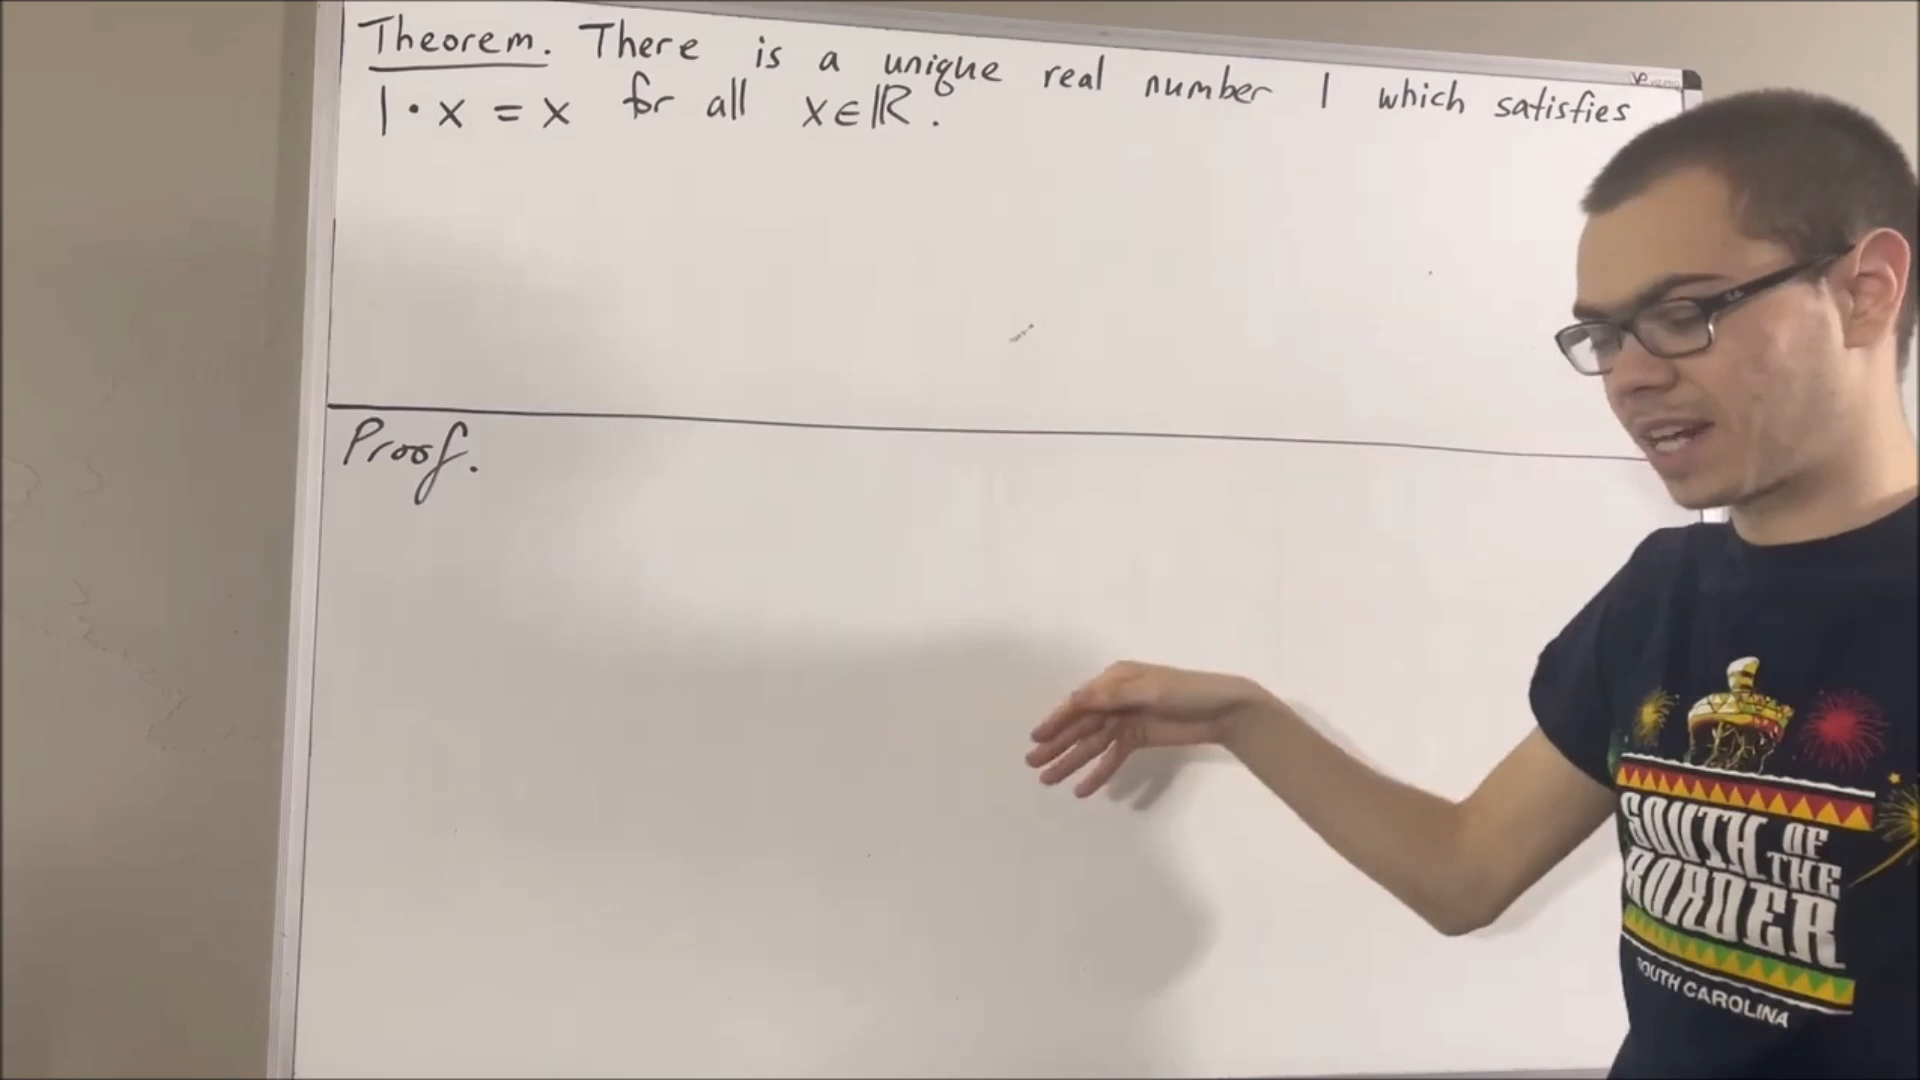 Theorem. There is a unique real number 1 which satisfies
1 · x = x for all x∈ℝ.
Proof.
SOUTH OF
THE
BORDER
SOUTH CAROLINA